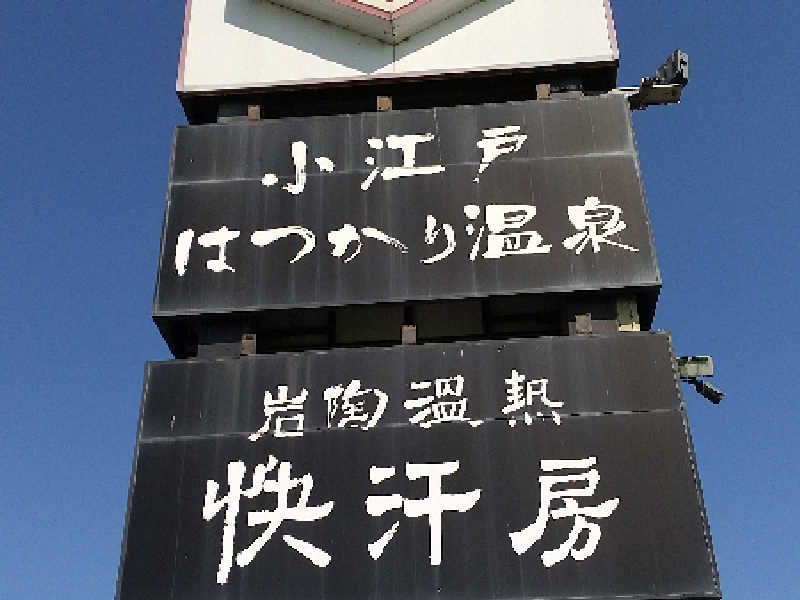 小江戸
はつかり温泉
岩陶温熱
快汗房